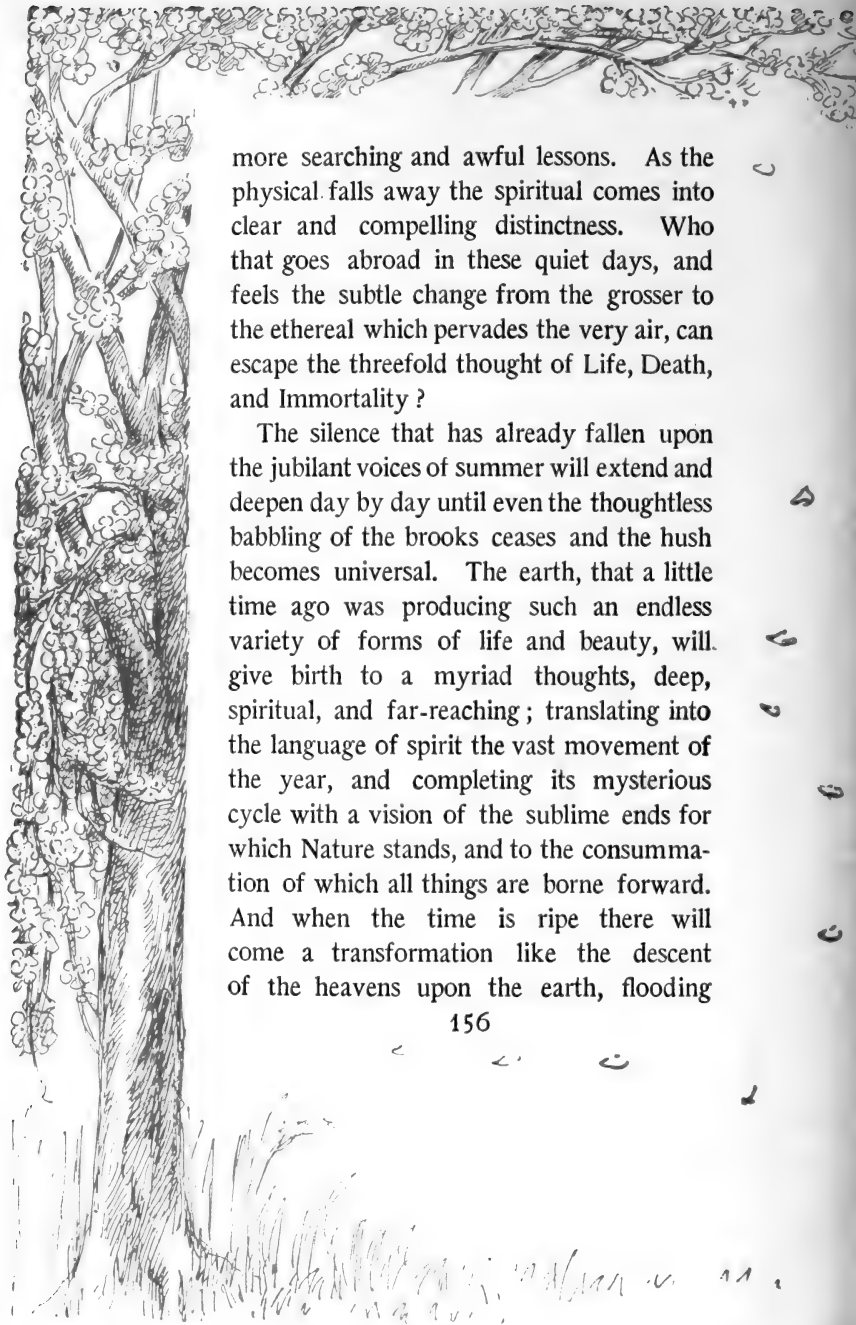 more searching and awful lessons. As the
physical falls away the spiritual comes into
clear and compelling distinctness. Who
that goes abroad in these quiet days, and
feels the subtle change from the grosser to
the ethereal which pervades the very air, can
escape the threefold thought of Life, Death,
and Immortality ?
The silence that has already fallen upon
the jubilant voices of summer will extend and
deepen day by day until even the thoughtless
babbling of the brooks ceases and the hush
becomes universal. The earth, that a little
time ago was producing such an endless
variety of forms of life and beauty, will
give birth to a myriad thoughts, deep,
spiritual, and far-reaching ; translating into
the language of spirit the vast movement of
the year, and completing its mysterious
cycle with a vision of the sublime ends for
which Nature stands, and to the consumma-
tion of which all things are borne forward.
And when the time is ripe there will
come a transformation like the descent
of the heavens upon the earth, flooding
156